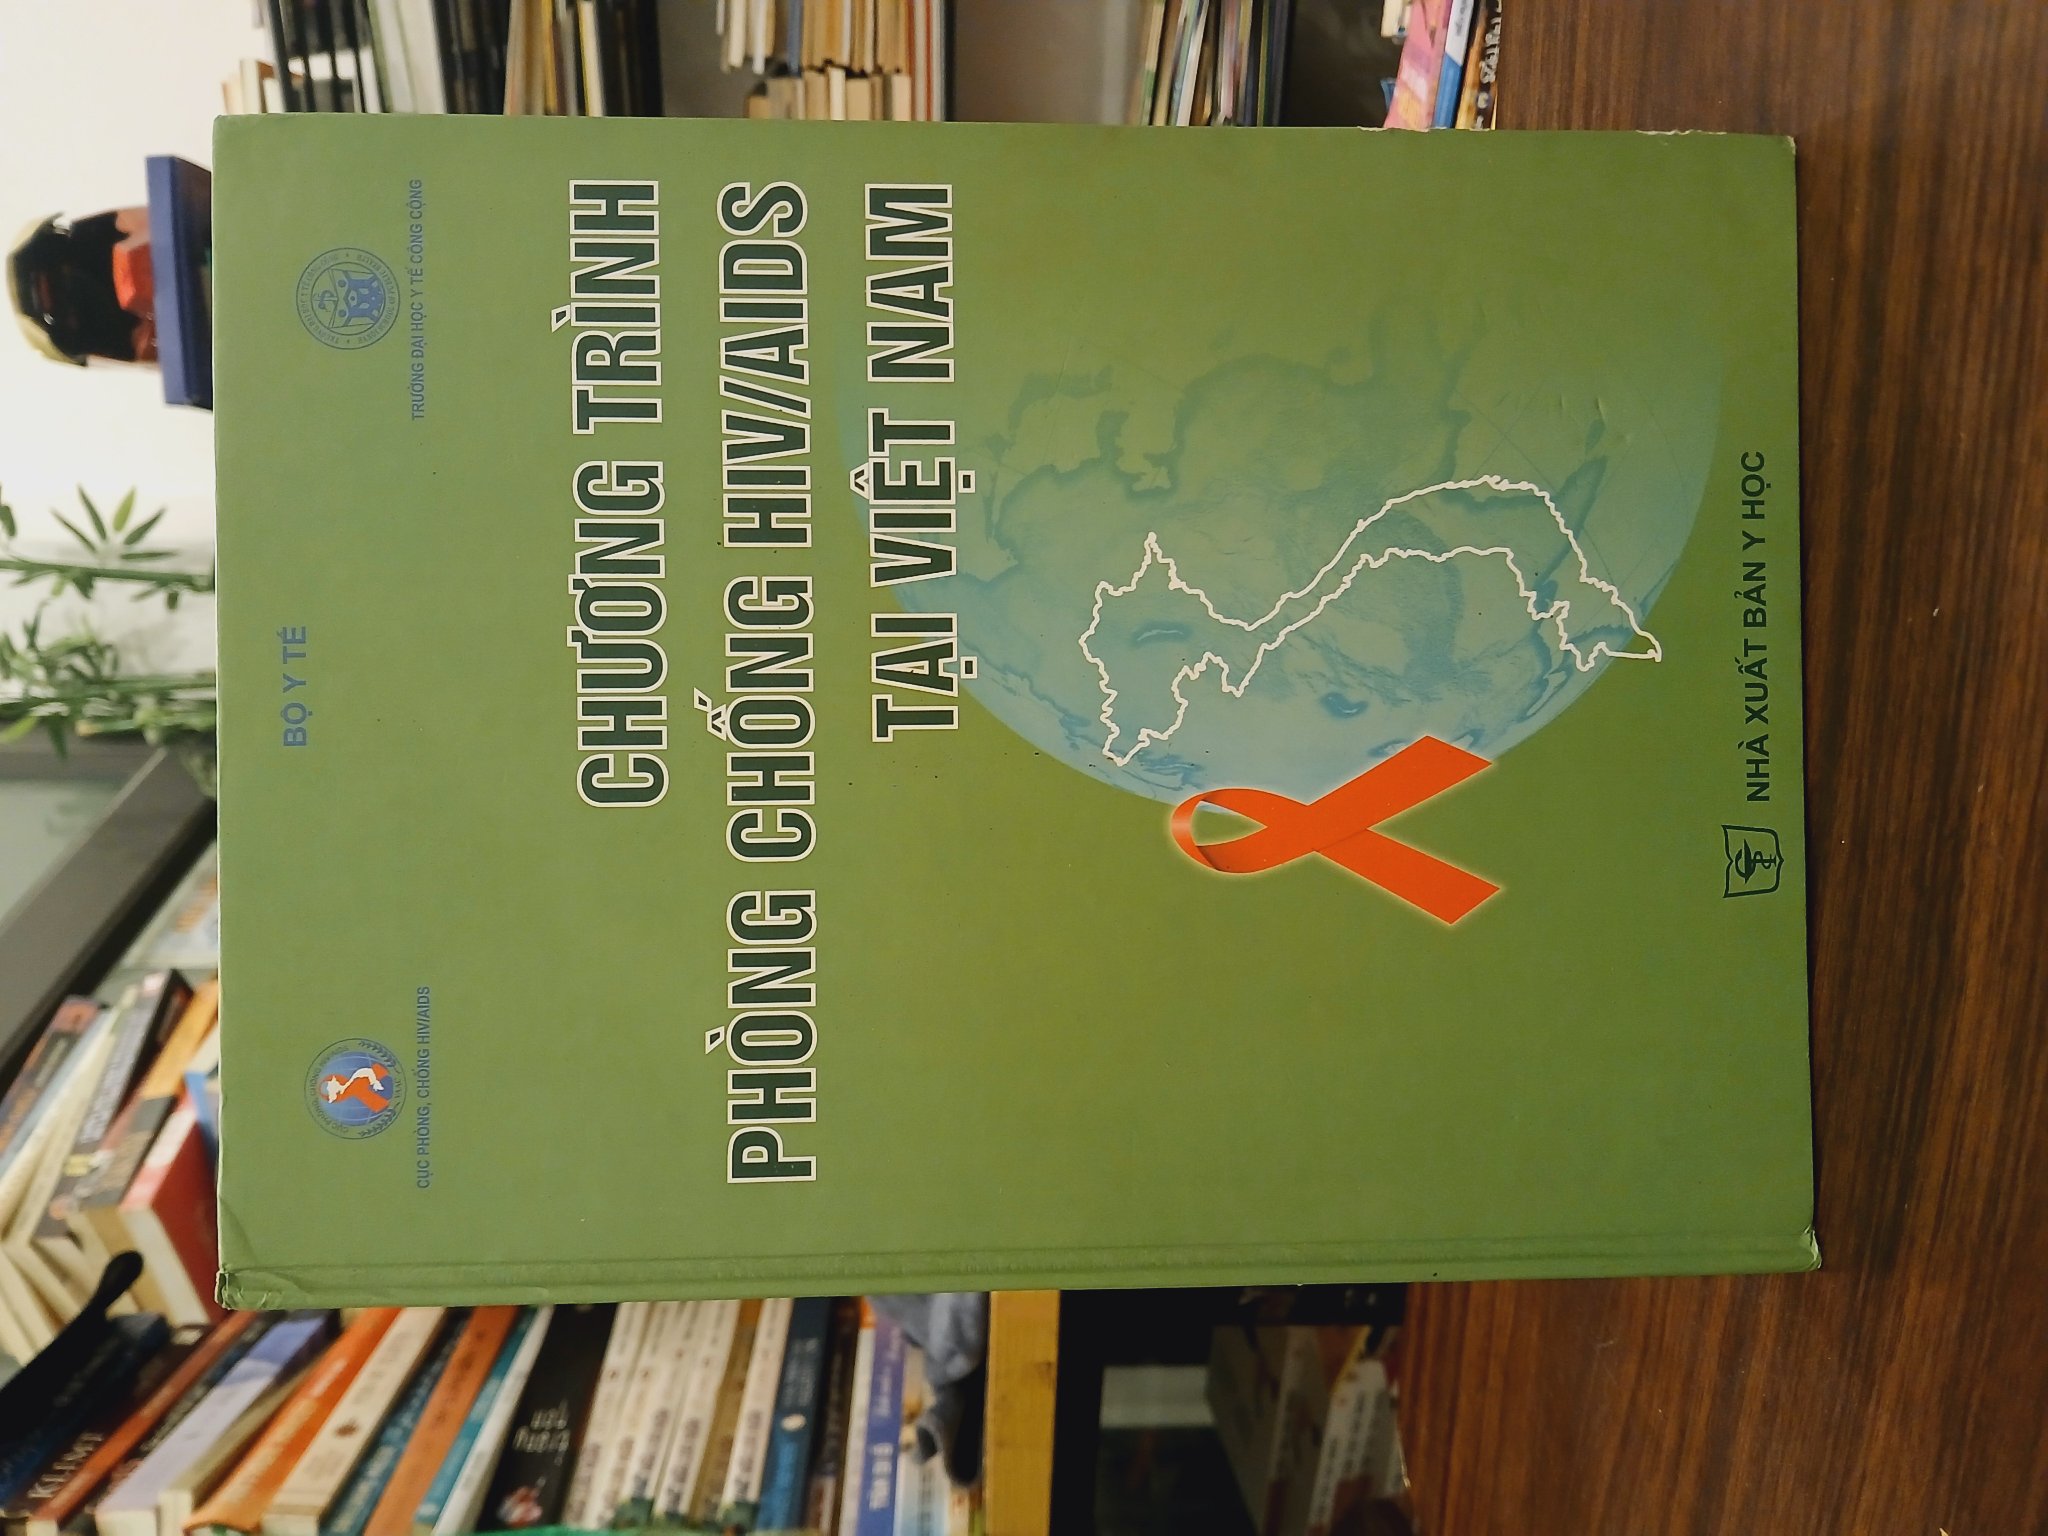 BỘ Y TẾ
CỤC PHÒNG, CHỐNG HIV/AIDS
TRƯỜNG ĐẠI HỌC Y TẾ CÔNG CỘNG
CHƯƠNG TRÌNH
PHÒNG CHỐNG HIV/AIDS
TẠI VIỆT NAM
NHÀ XUẤT BẢN Y HỌC